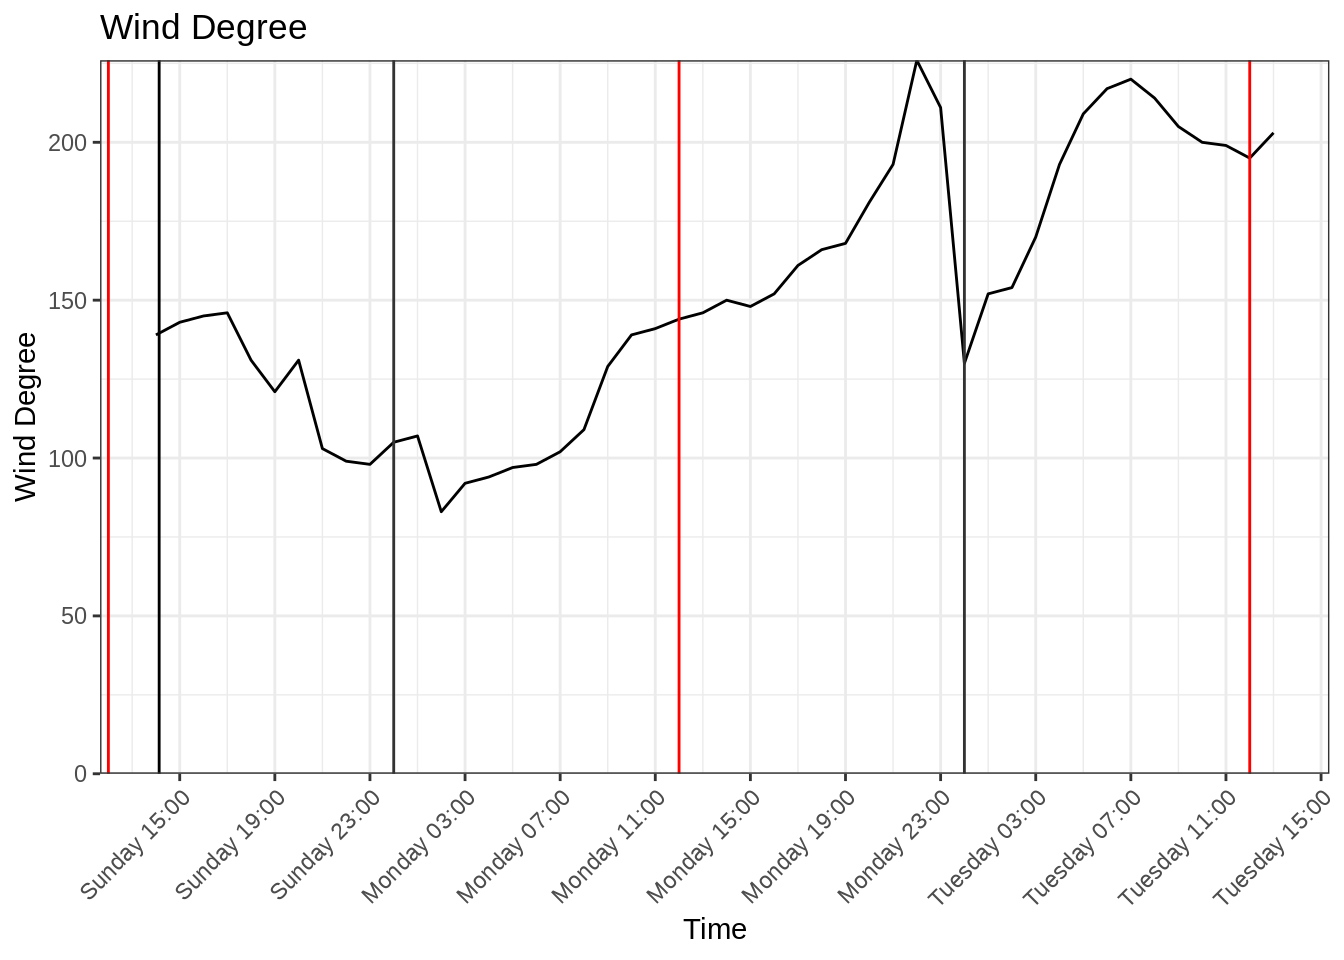 Wind Degree
Wind Degree
200
150
100
50
0
Sunday 15:00
Sunday 19:00
Sunday 23:00
Monday 03:00
Monday 07:00
Monday 11:00
Monday 15:00
Monday 19:00
Monday 23:00
Tuesday 03:00
Tuesday 07:00
Tuesday 11:00
Tuesday 15:00
Time